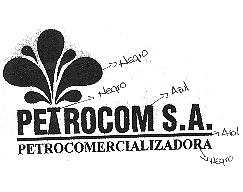 Negro
Negro
Azul
PETROCOM S.A.
Azul
PETROCOMERCIALIZADORA
Negro